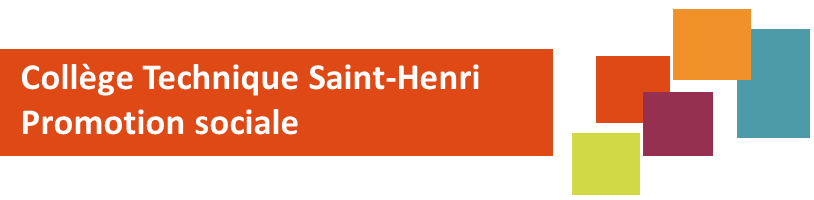 Collège Technique Saint-Henri
Promotion sociale